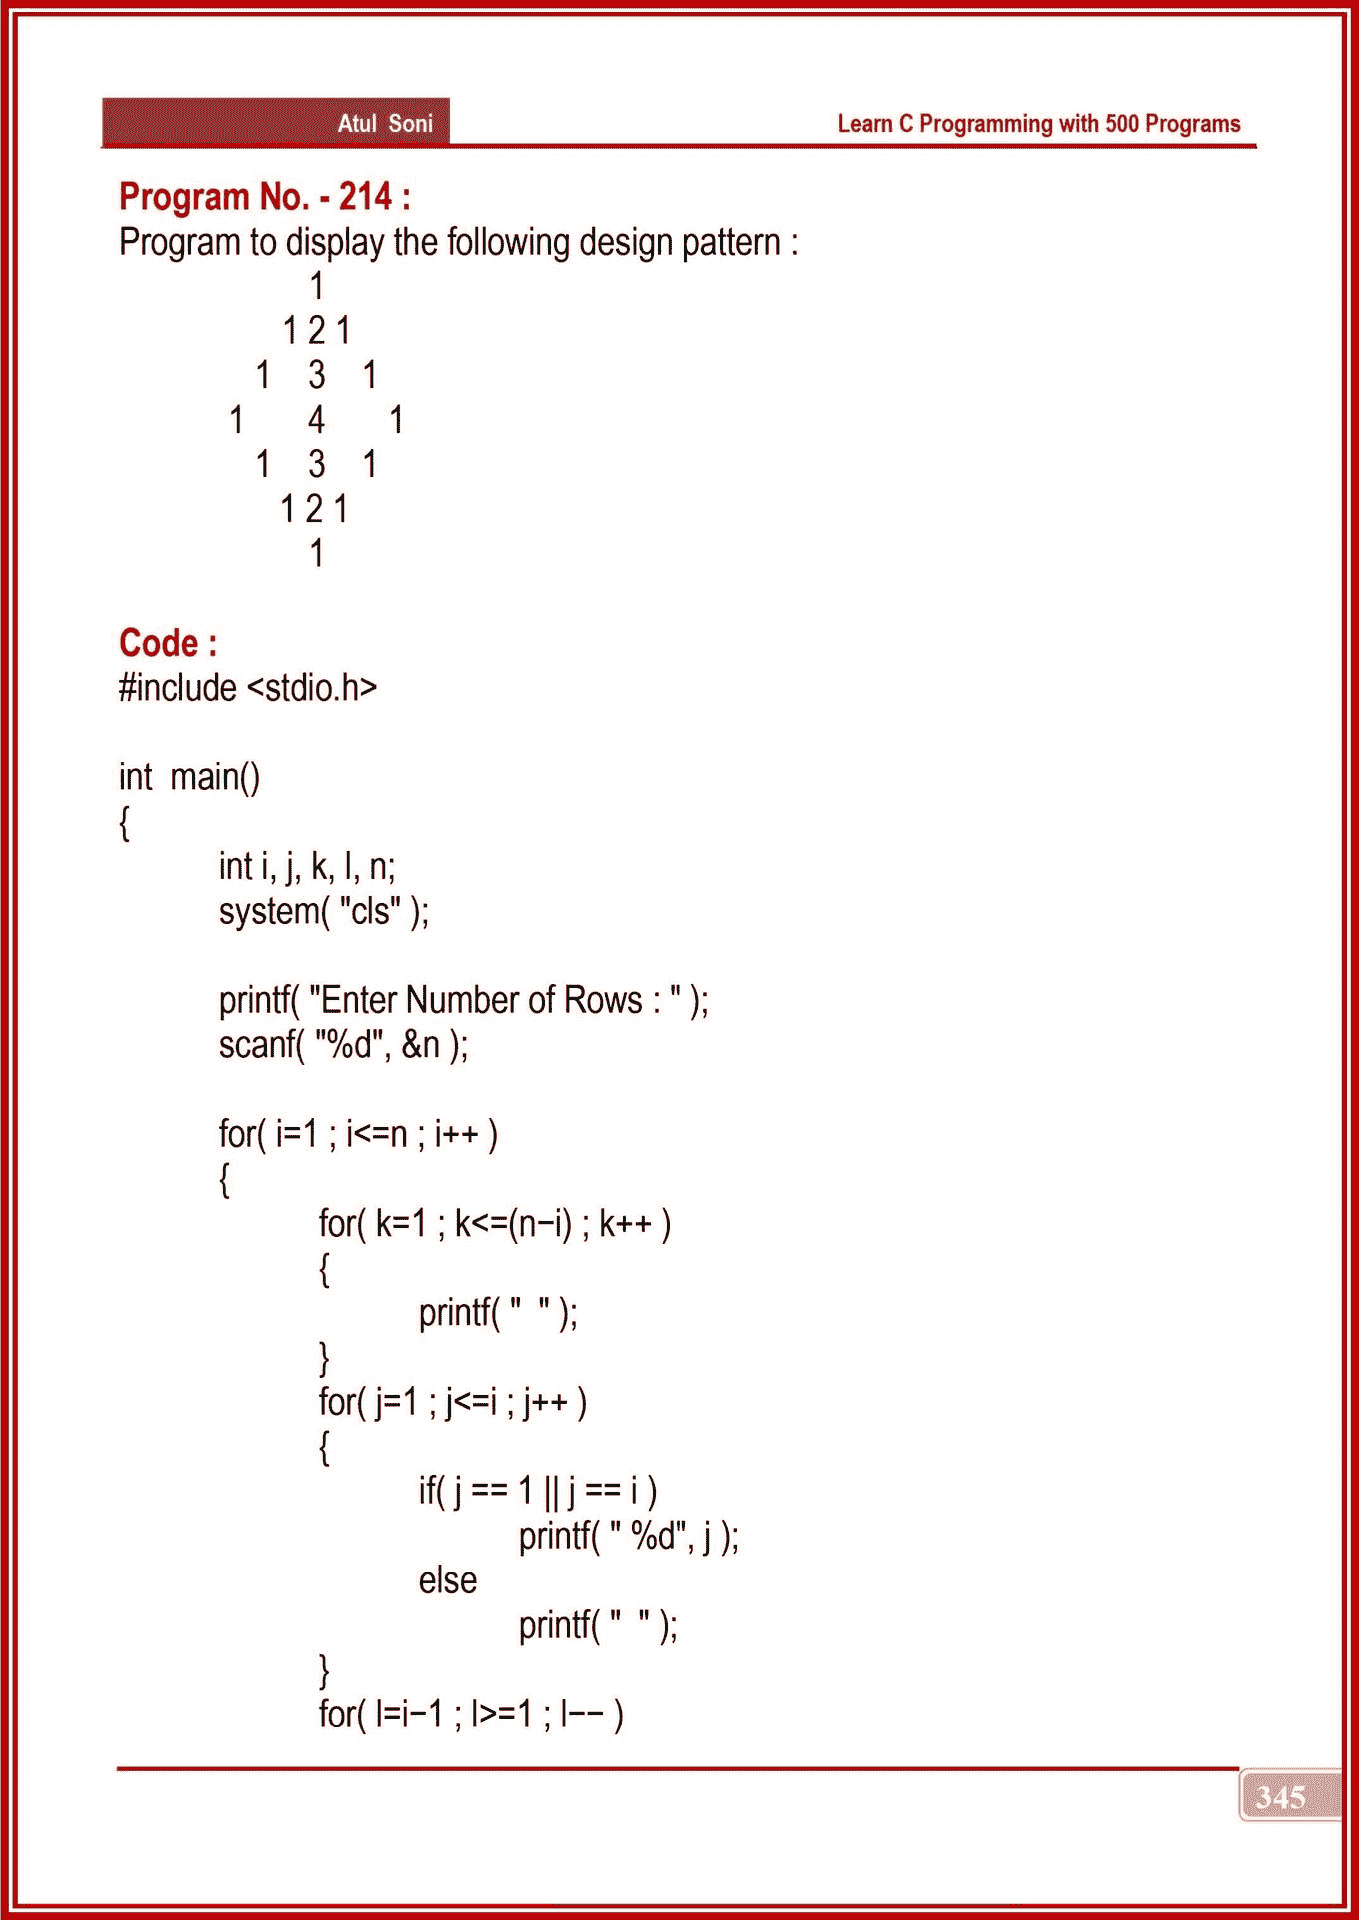 Atul  Soni
Learn C Programming with 500 Programs
Program No. - 214 :
Program to display the following design pattern :
1
1 2 1
1 3 1
1 4 1
1 3 1
1 2 1
1
Code :
#include <stdio.h>
int  main()
{
int i, j, k, l, n;
system( "cls" );
printf( "Enter Number of Rows : " );
scanf( "%d", &n );
for( i=1 ; i<=n ; i++ )
{
for( k=1 ; k<=(n−i) ; k++ )
{
printf( "  " );
}
for( j=1 ; j<=i ; j++ )
{
if( j == 1 || j == i )
printf( " %d", j );
else
printf( "  " );
}
for( l=i−1 ; l>=1 ; l−− )
345